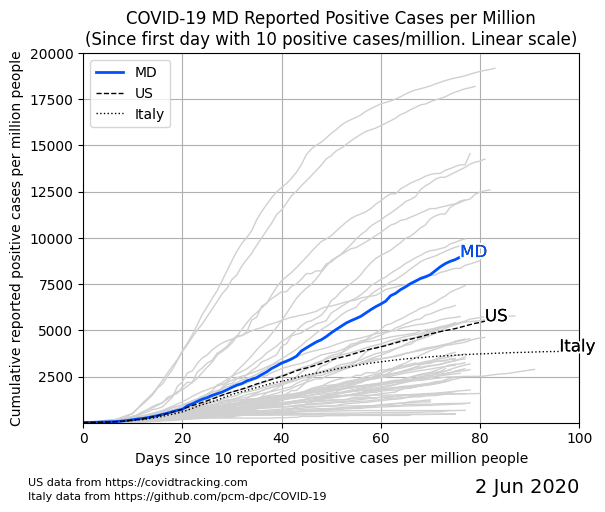 COVID-19 MD Reported Positive Cases per Million
(Since first day with 10 positive cases/million. Linear scale)
Cumulative reported positive cases per million people
20000
17500
15000
12500
10000
7500
5000
2500
MD
US
Italy
MD
US
Italy
0 20 40 60 80 100
Days since 10 reported positive cases per million people
US data from https://covidtracking.com
Italy data from https://github.com/pcm-dpc/COVID-19
2 Jun 2020